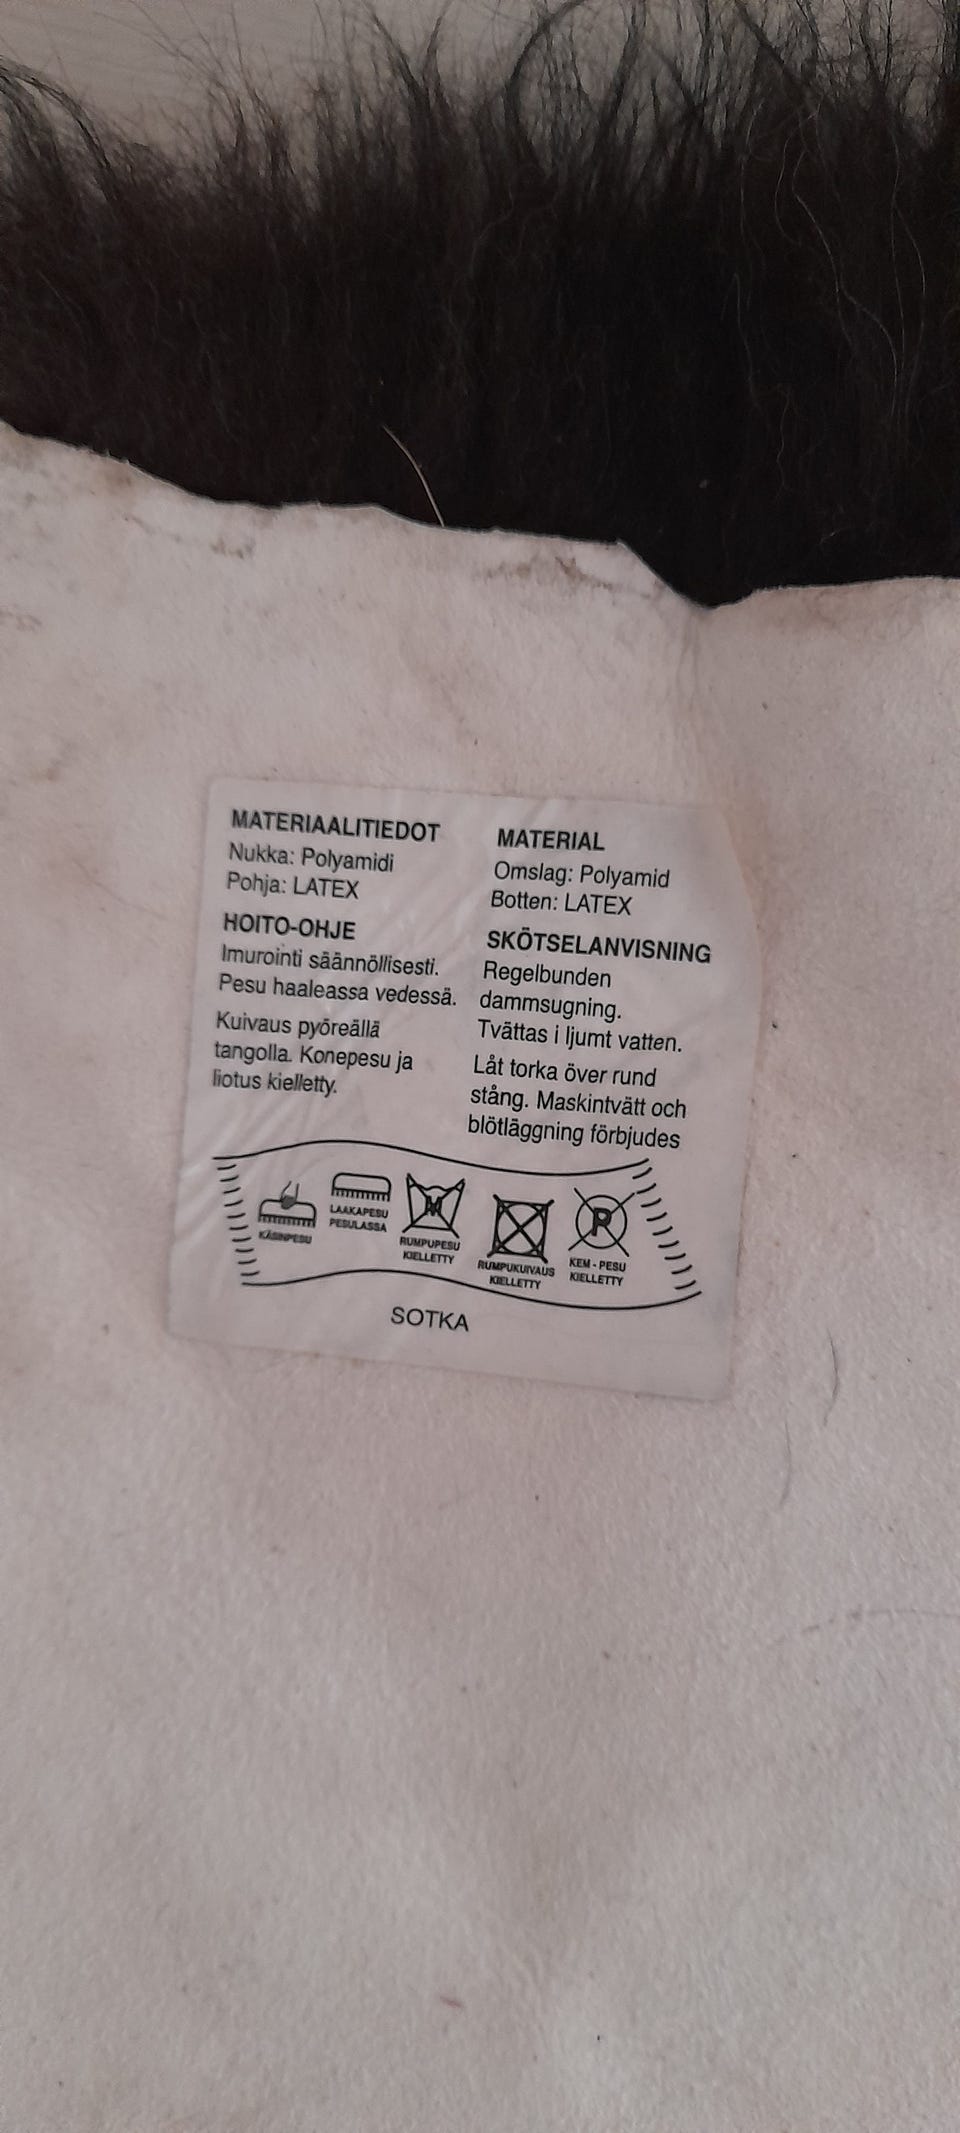 MATERIAALITIEDOT
Nukka: Polyamidi
Pohja: LATEX
HOITO-OHJE
Imurointi säännöllisesti.
Pesu haaleassa vedessä.
Kuivaus pyöreällä
tangolla. Konepesu ja
liotus kielletty.
MATERIAL
Omslag: Polyamid
Botten: LATEX
SKÖTSELANVISNING
Regelbunden
dammsugning.
Tvättas i ljumt vatten.
Låt torka över rund
stång. Maskintvätt och
blötläggning förbjudes
KÄSINPESU
LAAKAPESU
PESULASSA
M
RUMPUPESU
KIELLETTY
RUMPUKUIVAUS
KIELLETTY
P
KEM - PESU
KIELLETTY
SOTKA